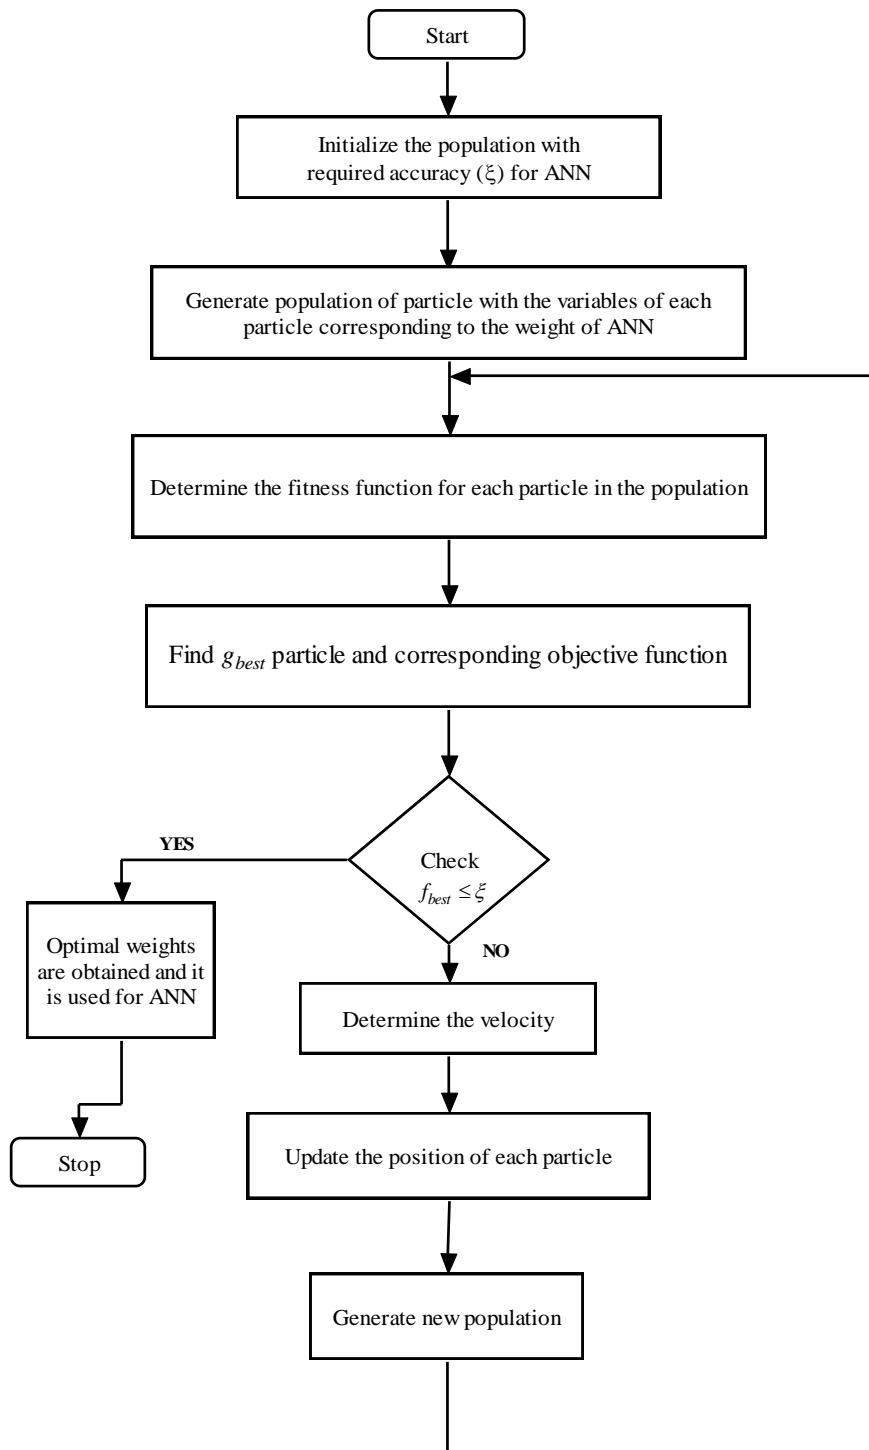 Start
Initialize the population with
required accuracy (ξ) for ANN
Generate population of particle with the variables of each
particle corresponding to the weight of ANN
Determine the fitness function for each particle in the population
Find g_best particle and corresponding objective function
YES
Check
f_best ≤ ξ
NO
Optimal weights
are obtained and it
is used for ANN
Determine the velocity
Update the position of each particle
Stop
Generate new population